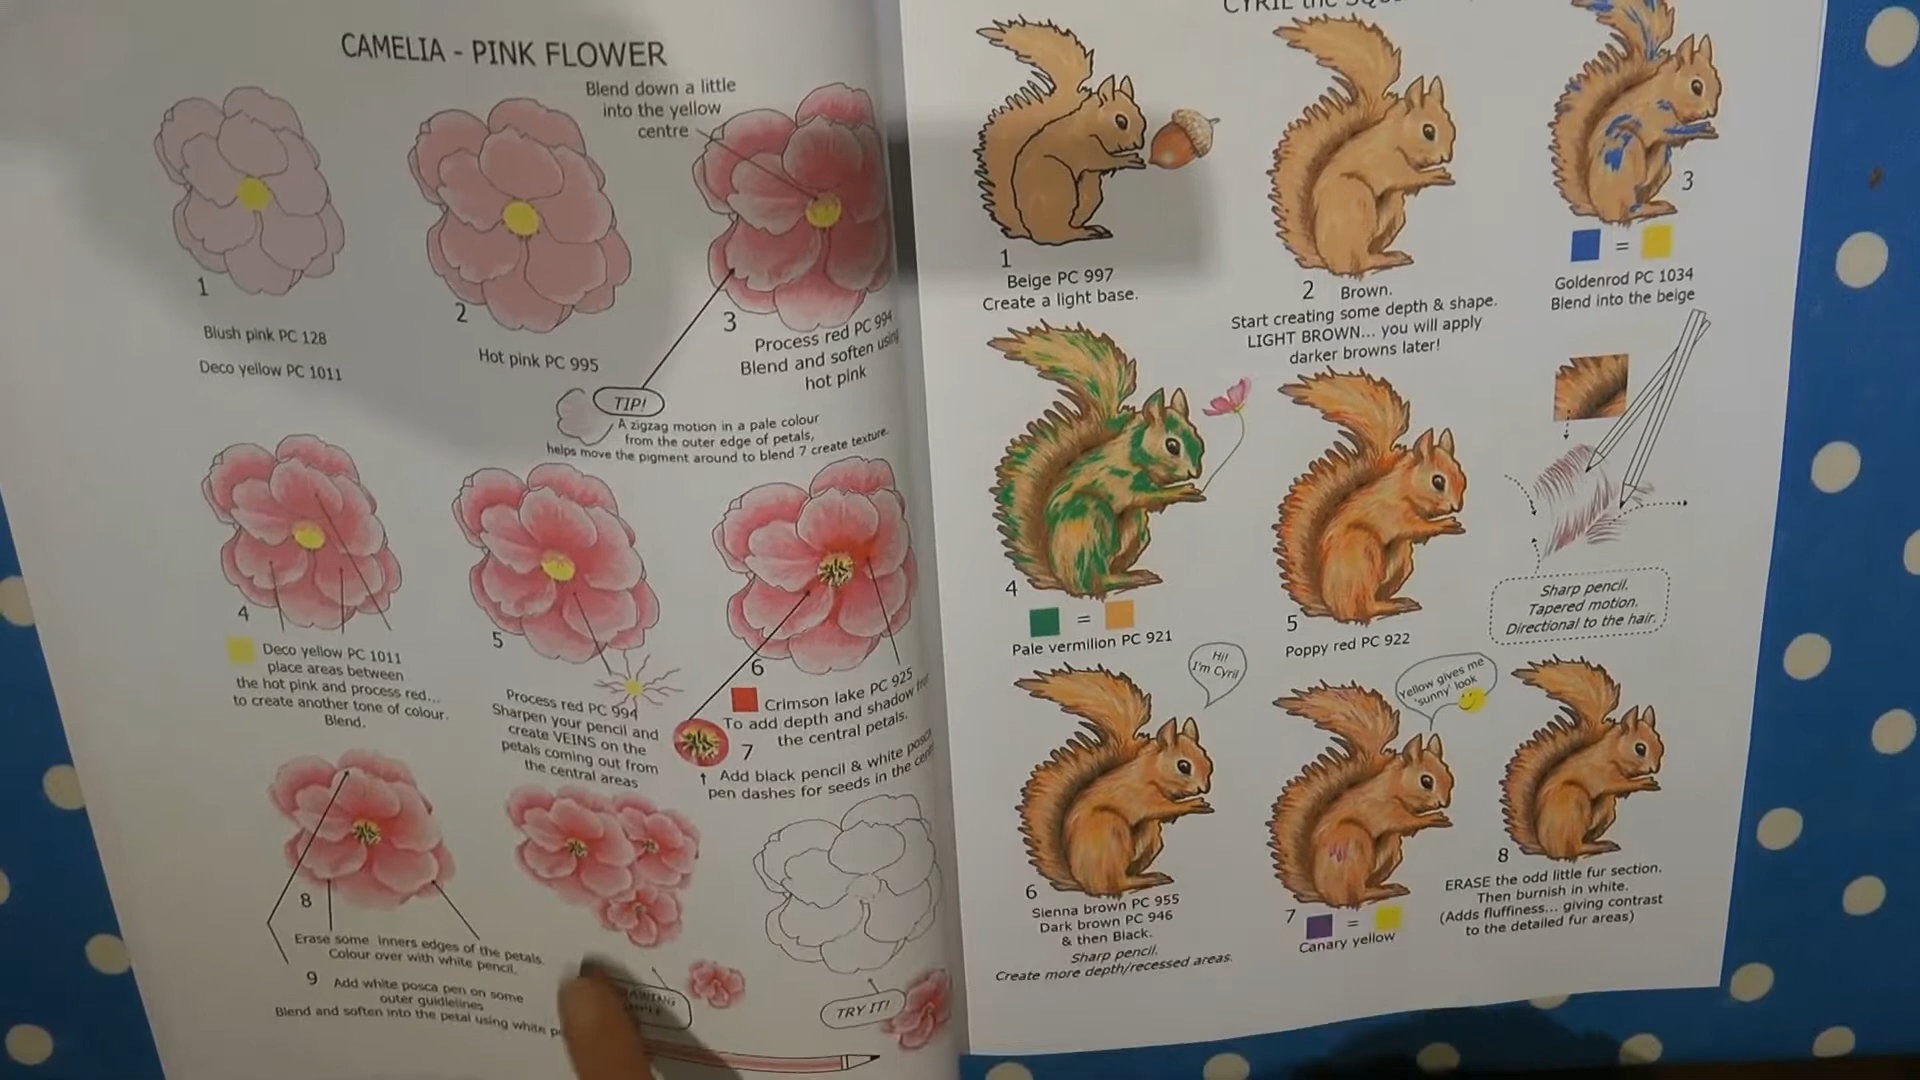 CAMELIA - PINK FLOWER
Blend down a little
into the yellow
centre
1
Blush pink PC 128
Deco yellow PC 1011
2
Hot pink PC 995
3
Process red PC 994
Blend and soften using
hot pink
TIP!
A zigzag motion in a pale colour
from the outer edge of petals,
helps move the pigment around to blend 7 create texture.
4
Deco yellow PC 1011
place areas between
the hot pink and process red...
to create another tone of colour.
Blend.
5
Process red PC 994
Sharpen your pencil and
create VEINS on the
petals coming out from
the central areas
6
Crimson lake PC 925
To add depth and shadow
the central petals.
7
Add black pencil & white posca
pen dashes for seeds in the
8
Erase some inners edges of the petals.
Colour over with white pencil.
9 Add white posca pen on some
outer guidlelines
Blend and soften into the petal using white
TRY IT!
CYRIL the
1
Beige PC 997
Create a light base.
2 Brown.
Start creating some depth & shape.
LIGHT BROWN... you will apply
darker browns later!
3
=
Goldenrod PC 1034
Blend into the beige
4
=
Pale vermilion PC 921
5
Poppy red PC 922
Sharp pencil.
Tapered motion.
Directional to the hair.
Hi!
I'm Cyril
6
Sienna brown PC 955
Dark brown PC 946
& then Black.
Sharp pencil.
Create more depth/recessed areas.
Yellow gives me
'sunny' look
7
=
Canary yellow
8
ERASE the odd little fur section.
Then burnish in white.
(Adds fluffiness... giving contrast
to the detailed fur areas)